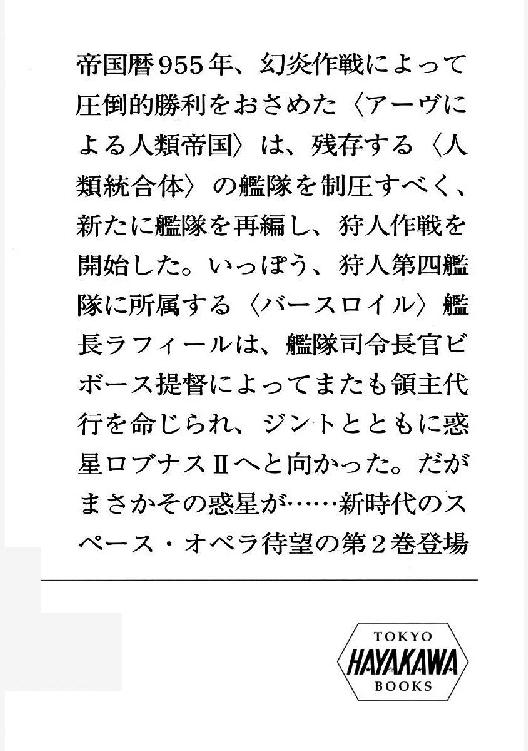 帝国暦955年、幻炎作戦によって
圧倒的勝利をおさめた〈アーヴに
よる人類帝国〉は、残存する〈人
類統合体〉の艦隊を制圧すべく、
新たに艦隊を再編し、狩人作戦を
開始した。いっぽう、狩人第四艦
隊に所属する〈バースロイル〉艦
長ラフィールは、艦隊司令長官ビ
ボース提督によってまたも領主代
行を命じられ、ジントとともに惑
星ロブナスⅡへと向かった。だが
まさかその惑星が……新時代のス
ペース・オペラ待望の第2巻登場
TOKYO
HAYAKAWA
BOOKS